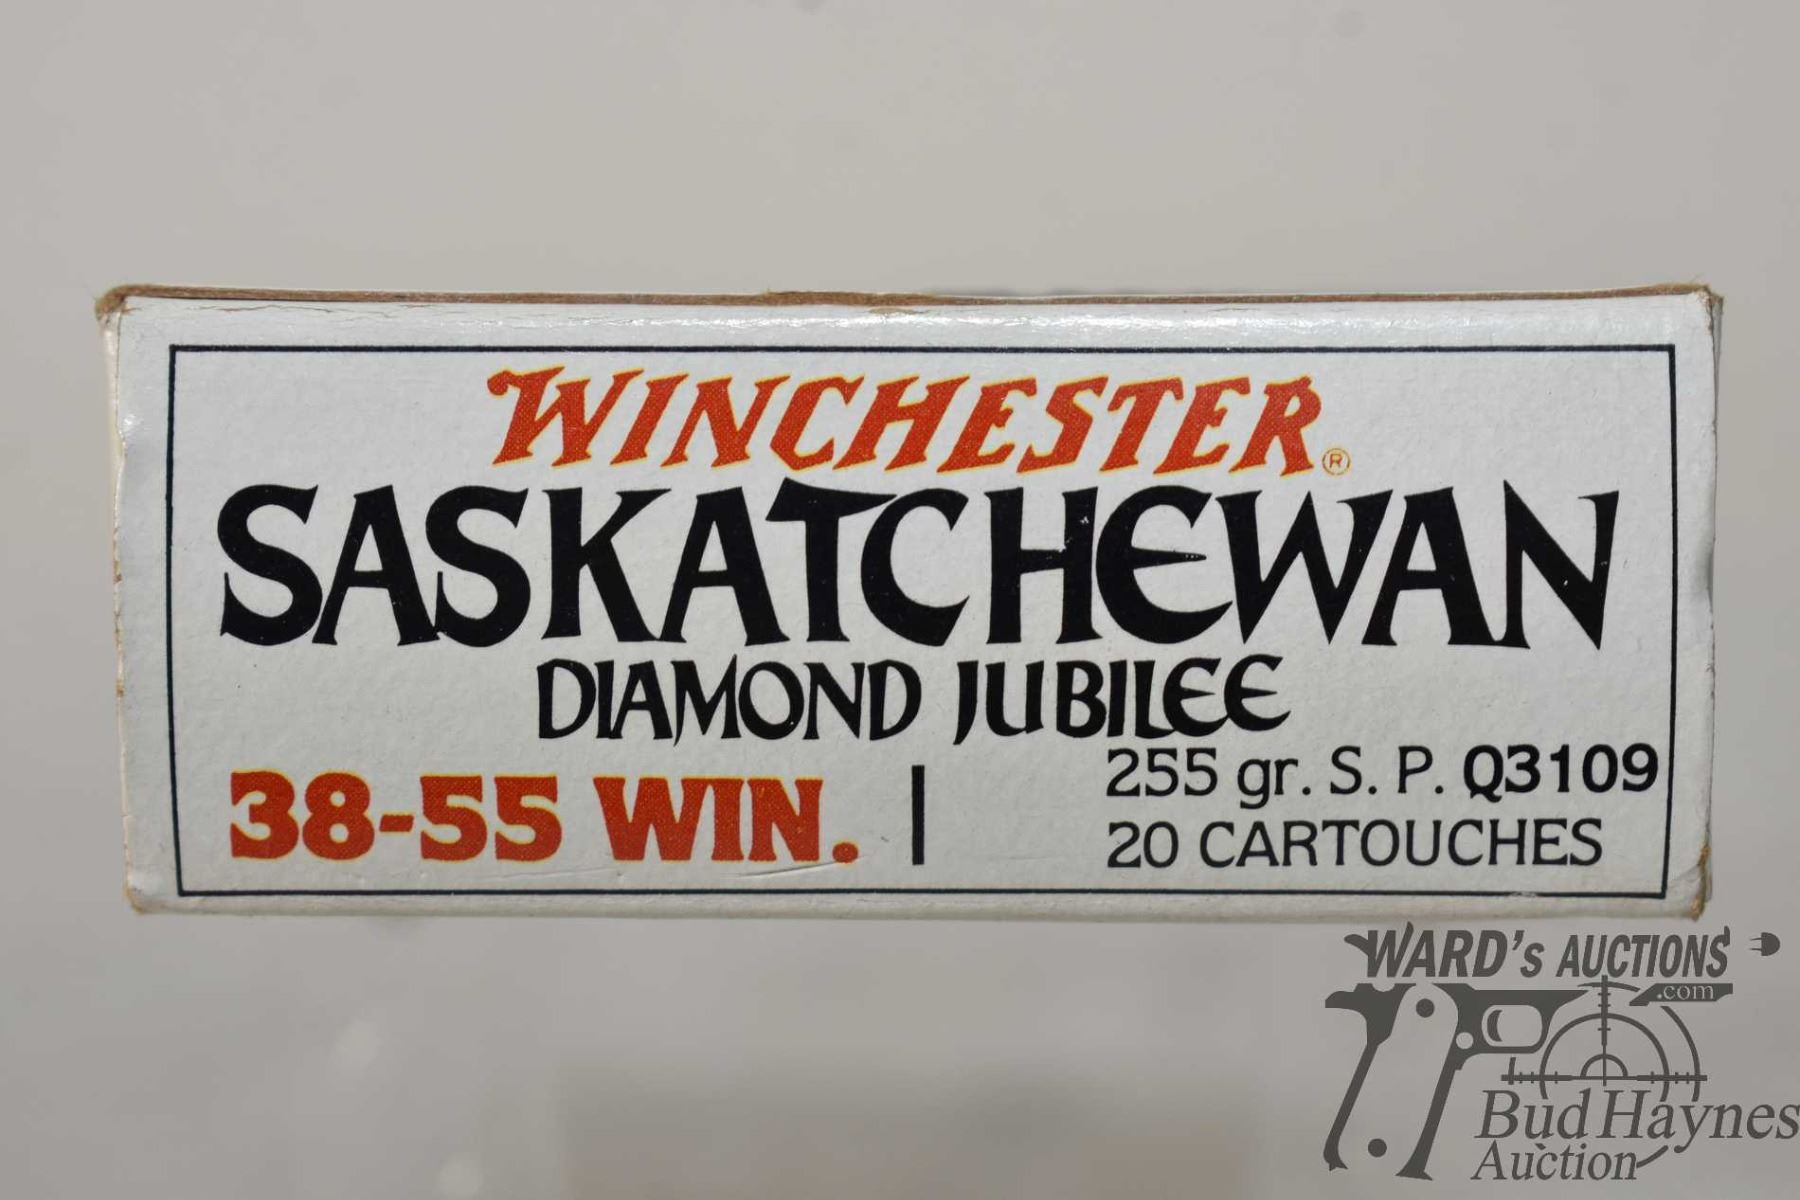 WINCHESTER®
SASKATCHEWAN
DIAMOND JUBILEE
38-55 WIN. | 255 gr. S. P. Q3109
20 CARTOUCHES
WARD's AUCTIONS
.com
Bud Haynes
Auction